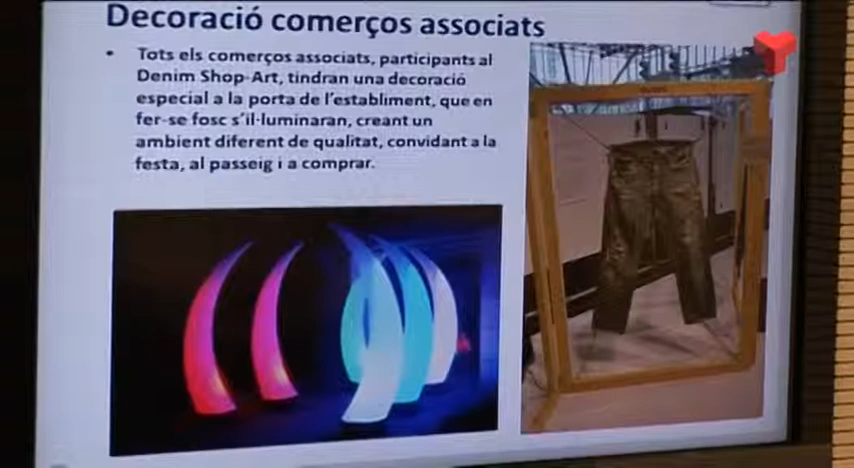 Decoració comerços associats
• Tots els comerços associats, participants al
Denim Shop-Art, tindran una decoració
especial a la porta de l'establiment, que en
fer-se fosc s'il·luminaran, creant un
ambient diferent de qualitat, convidant a la
festa, al passeig i a comprar.